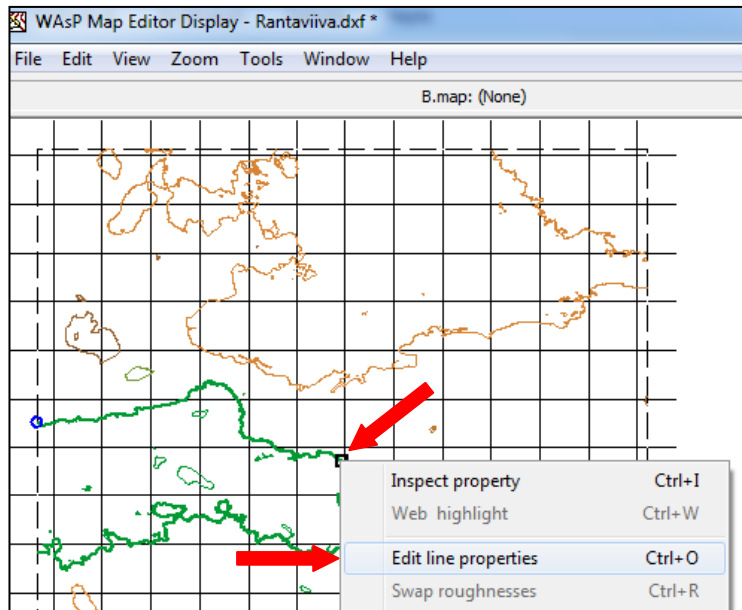 WAsP Map Editor Display - Rantaviiva.dxf *
File Edit View Zoom Tools Window Help
B.map: (None)
Inspect property Ctrl+I
Web highlight Ctrl+W
Edit line properties Ctrl+O
Swap roughnesses Ctrl+R